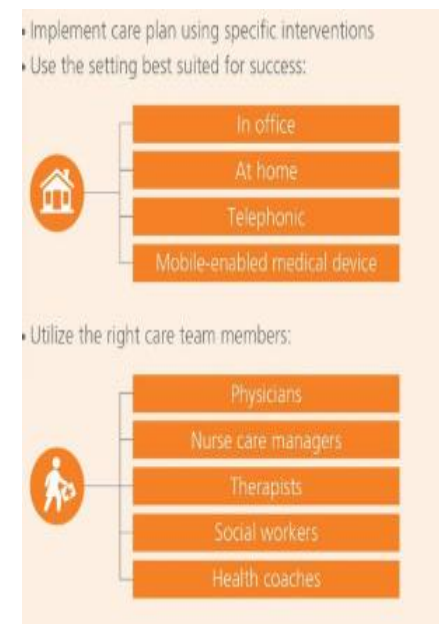 • Implement care plan using specific interventions
• Use the setting best suited for success:
In office
At home
Telephonic
Mobile-enabled medical device
• Utilize the right care team members:
Physicians
Nurse care managers
Therapists
Social workers
Health coaches